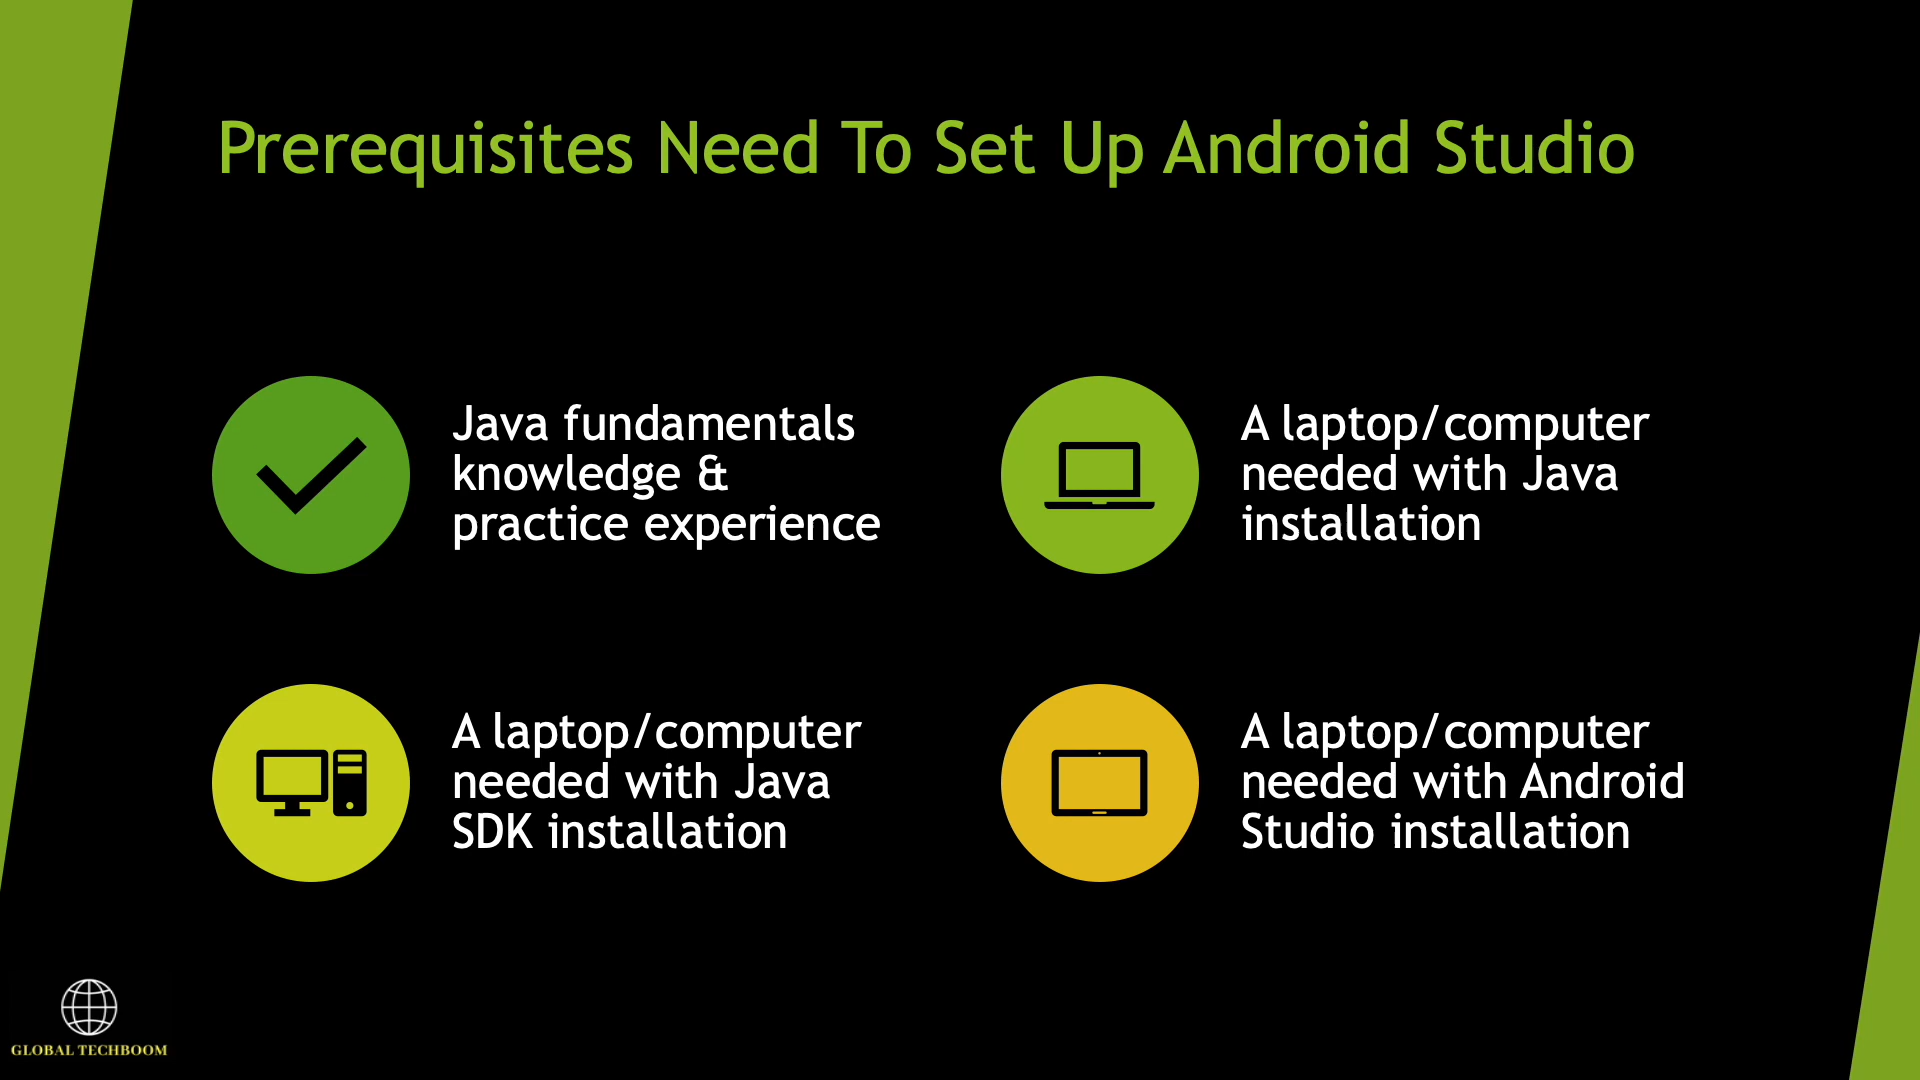 Prerequisites Need To Set Up Android Studio
Java fundamentals
knowledge &
practice experience
A laptop/computer
needed with Java
installation
A laptop/computer
needed with Java
SDK installation
A laptop/computer
needed with Android
Studio installation
GLOBAL TECHBOOM